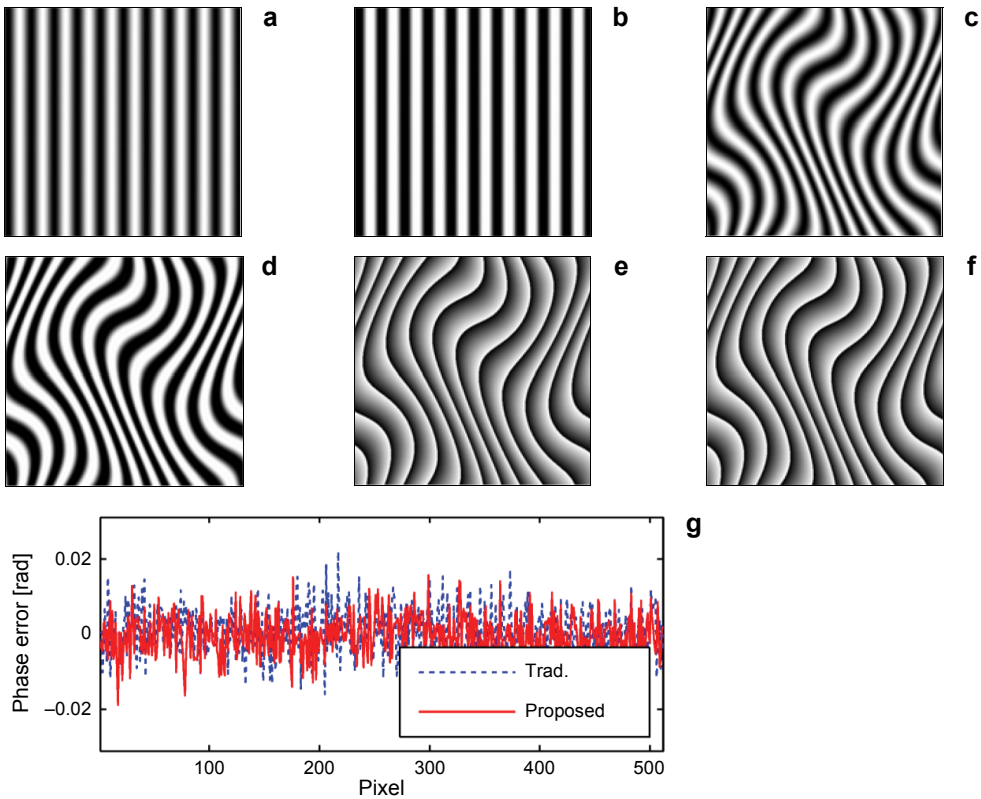 a
b
c
d
e
f
g
Phase error [rad]
0.02
0
–0.02
Trad.
Proposed
100
200
300
400
500
Pixel